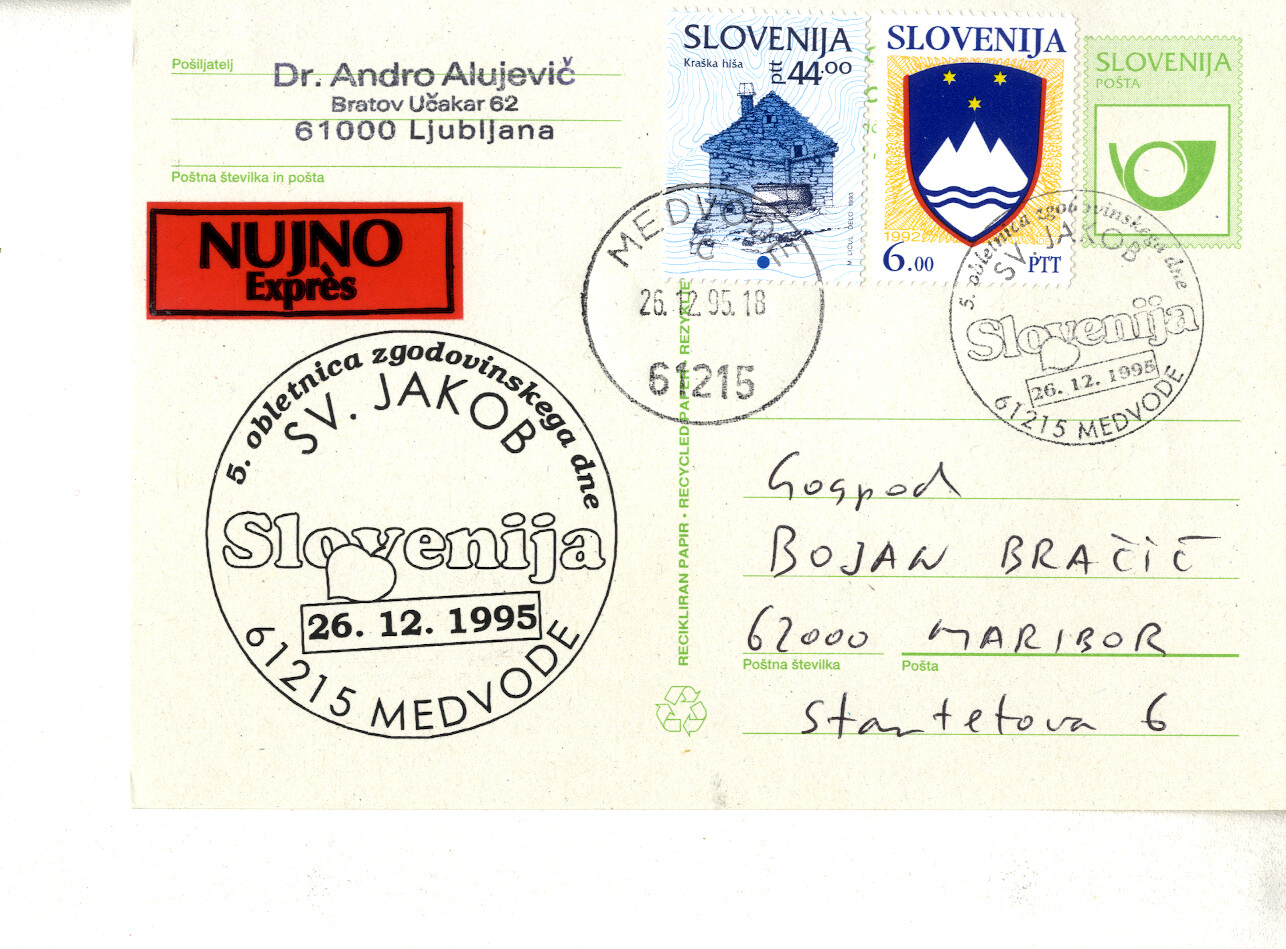 Pošiljatelj
Dr. Andro Alujevič
Bratov Učakar 62
61000 Ljubljana
Poštna številka in pošta
NUJNO
Exprès
SLOVENIJA
Kraška hiša
ptt 44.00
M. LICUL OBLO 1993
SLOVENIJA
1992
6.00 PTT
SLOVENIJA
POŠTA
MEDVODE
C
26.12.95.18
61215
5. obletnica zgodovinskega dne
SV. JAKOB
Slovenija
26. 12. 1995
61215 MEDVODE
5. obletnica zgodovinskega dne
SV. JAKOB
Slovenija
26. 12. 1995
61215 MEDVODE
RECIKLIRAN PAPIR • RECYCLED PAPER • REZYKLE
Gospod
BOJAN BRAČIČ
62000 MARIBOR
Poštna številka Pošta
Stantetova 6